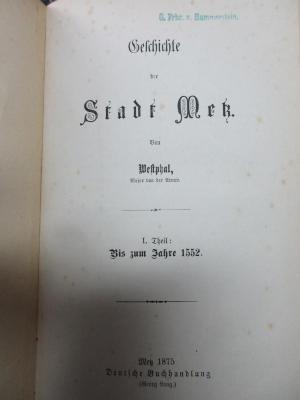 G. Frhr. v. Hammerstein.
Geschichte
der
Stadt Metz.
Von
Westphal,
Major von der Armee.
I. Theil:
Bis zum Jahre 1552.
Metz 1875
Deutsche Buchhandlung
(Georg Lang.)